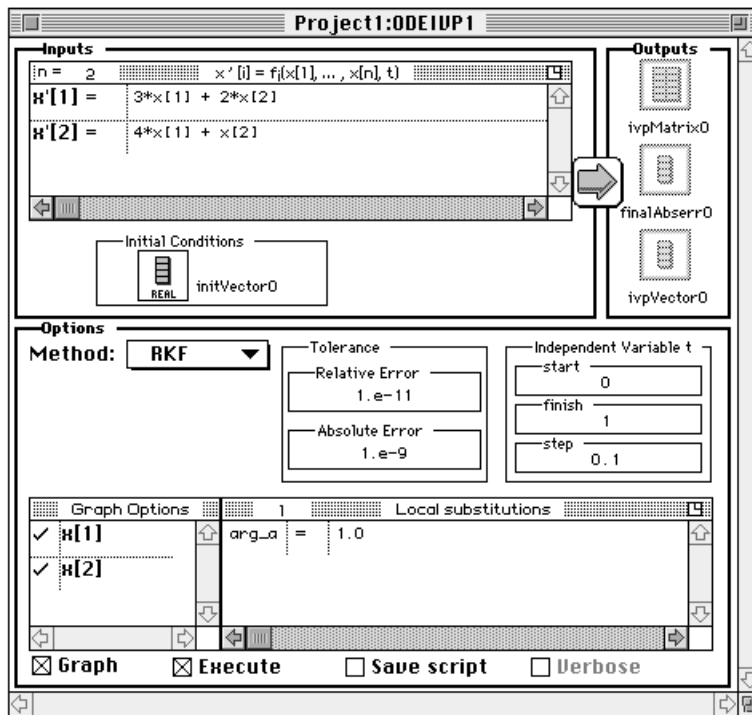 Project1:ODEIVP1
Inputs
n = 2 x'[i] = fi(x[1], ... , x[n], t)
x'[1] = 3*x[1] + 2*x[2]
x'[2] = 4*x[1] + x[2]
Initial Conditions
REAL
initVector0
Outputs
ivpMatrix0
finalAbserr0
ivpVector0
Options
Method: RKF
Tolerance
Relative Error
1.e-11
Absolute Error
1.e-9
Independent Variable t
start
0
finish
1
step
0.1
Graph Options
x[1]
x[2]
1 Local substitutions
arg_a = 1.0
Graph
Execute
Save script
Verbose